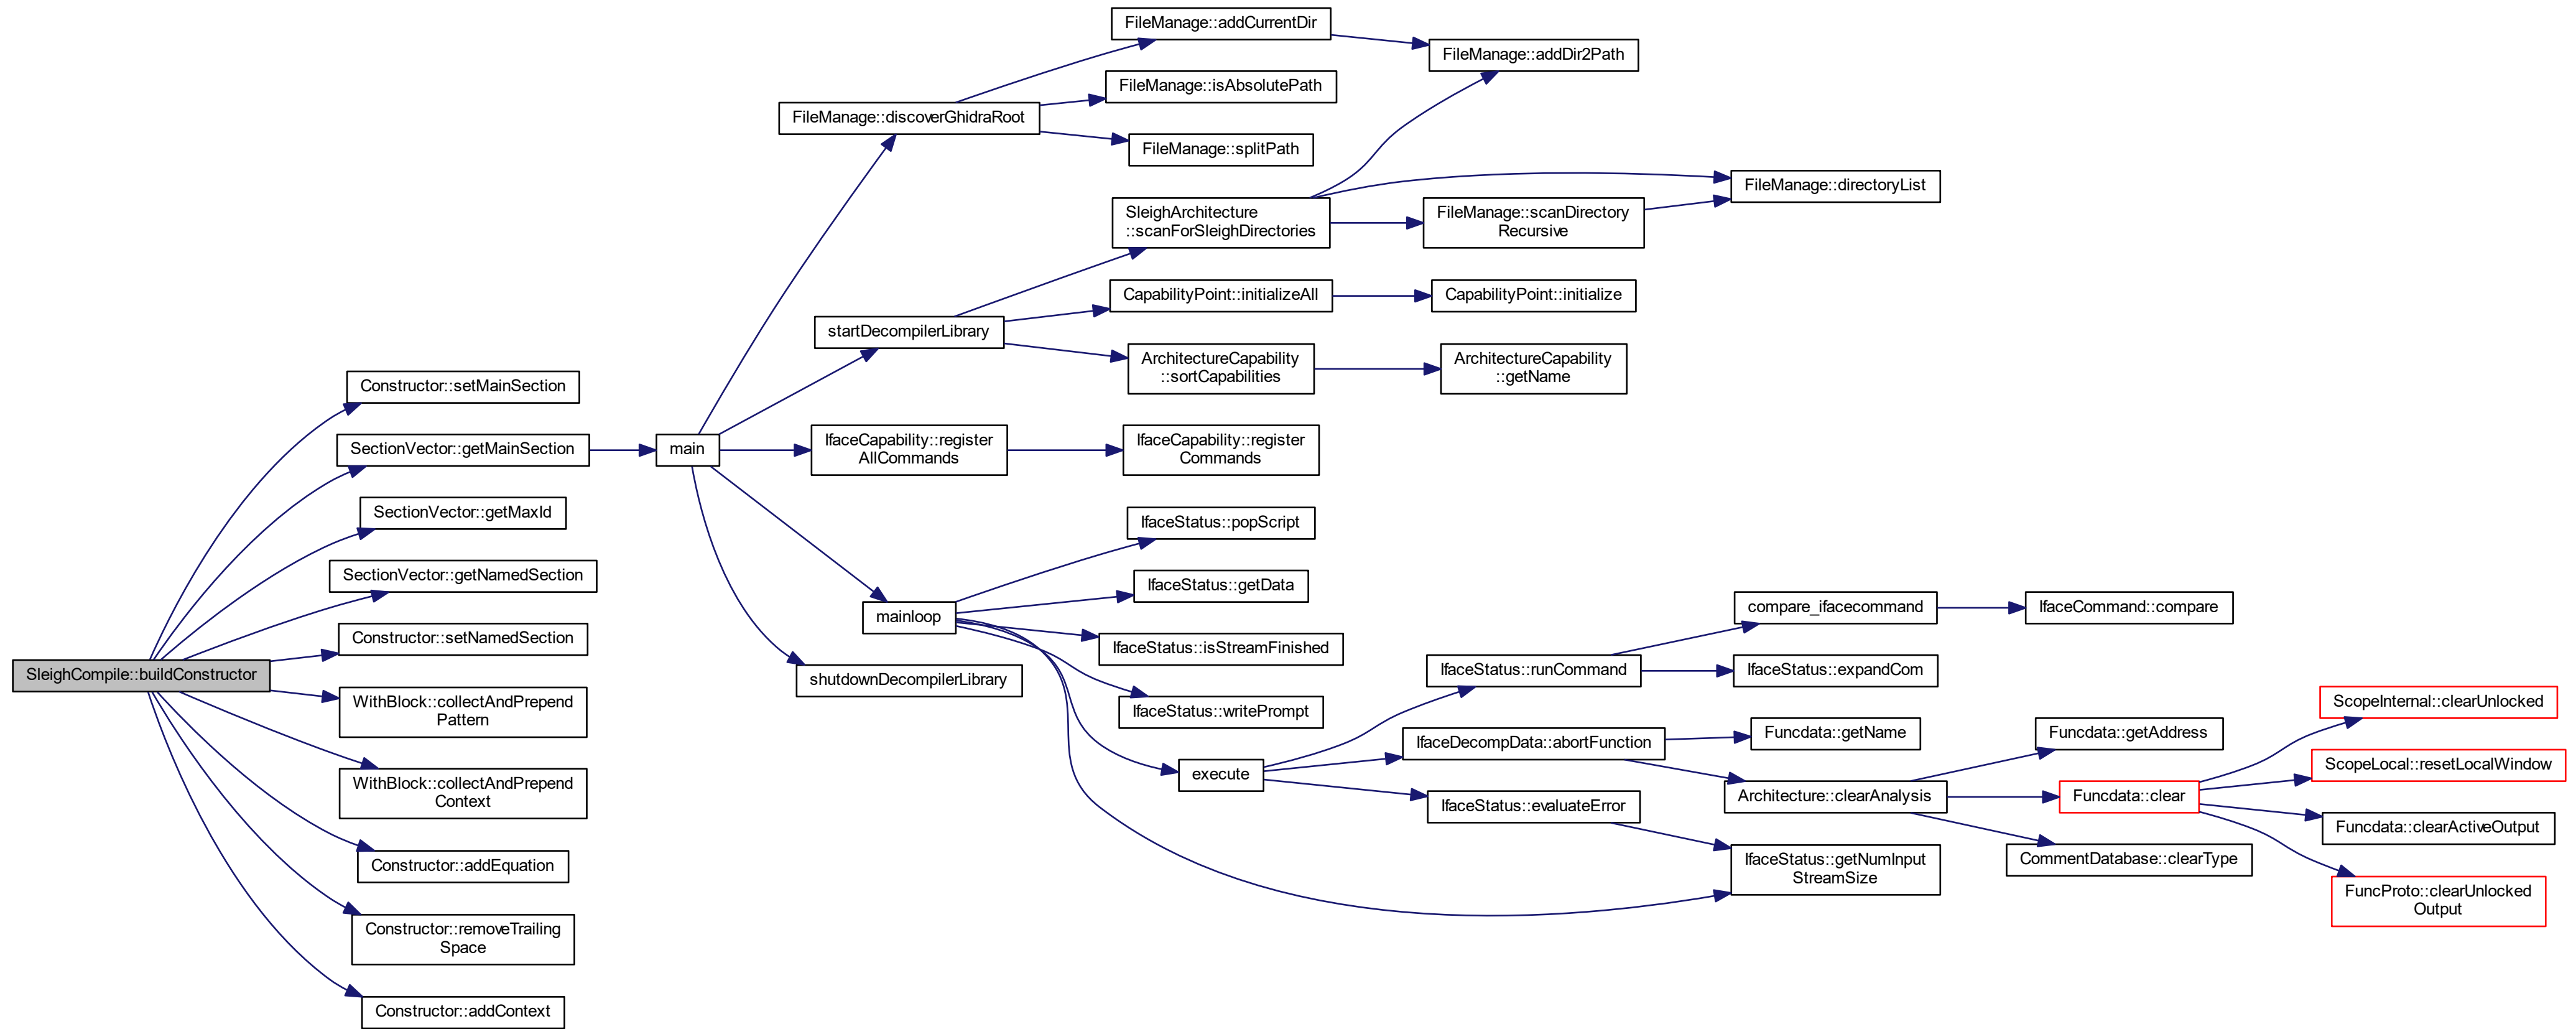 SleighCompile::buildConstructor
Constructor::setMainSection
SectionVector::getMainSection
SectionVector::getMaxId
SectionVector::getNamedSection
Constructor::setNamedSection
WithBlock::collectAndPrepend
Pattern
WithBlock::collectAndPrepend
Context
Constructor::addEquation
Constructor::removeTrailing
Space
Constructor::addContext
main
FileManage::discoverGhidraRoot
startDecompilerLibrary
IfaceCapability::register
AllCommands
mainloop
shutdownDecompilerLibrary
FileManage::addCurrentDir
FileManage::isAbsolutePath
FileManage::splitPath
SleighArchitecture
::scanForSleighDirectories
CapabilityPoint::initializeAll
ArchitectureCapability
::sortCapabilities
IfaceCapability::register
Commands
IfaceStatus::popScript
IfaceStatus::getData
IfaceStatus::isStreamFinished
IfaceStatus::writePrompt
execute
FileManage::addDir2Path
FileManage::scanDirectory
Recursive
CapabilityPoint::initialize
ArchitectureCapability
::getName
IfaceStatus::runCommand
IfaceDecompData::abortFunction
IfaceStatus::evaluateError
FileManage::directoryList
compare_ifacecommand
IfaceStatus::expandCom
Funcdata::getName
Architecture::clearAnalysis
IfaceStatus::getNumInput
StreamSize
IfaceCommand::compare
Funcdata::getAddress
Funcdata::clear
CommentDatabase::clearType
ScopeInternal::clearUnlocked
ScopeLocal::resetLocalWindow
Funcdata::clearActiveOutput
FuncProto::clearUnlocked
Output